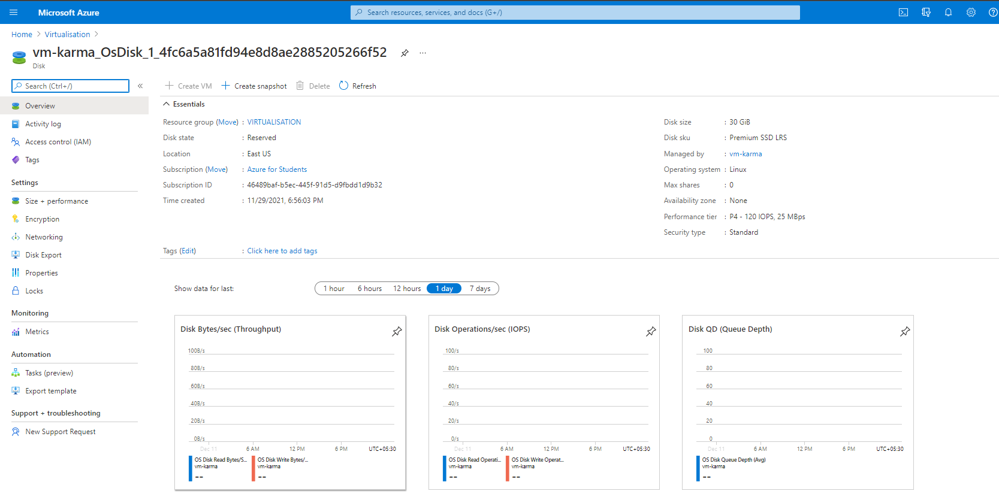 Microsoft Azure
Search resources, services, and docs (G+/)
Home > Virtualisation >
vm-karma_OsDisk_1_4fc6a5a81fd94e8d8ae2885205266f52
Disk
Search (Ctrl+/)
Overview
Activity log
Access control (IAM)
Tags
Settings
Size + performance
Encryption
Networking
Disk Export
Properties
Locks
Monitoring
Metrics
Automation
Tasks (preview)
Export template
Support + troubleshooting
New Support Request
Create VM Create snapshot Delete Refresh
Essentials
Resource group (Move) : VIRTUALISATION
Disk state : Reserved
Location : East US
Subscription (Move) : Azure for Students
Subscription ID : 46489baf-b5ec-445f-91d5-d9fbdd1d9b32
Time created : 11/29/2021, 6:56:03 PM
Disk size : 30 GiB
Disk sku : Premium SSD LRS
Managed by : vm-karma
Operating system : Linux
Max shares : 0
Availability zone : None
Performance tier : P4 - 120 IOPS, 25 MBps
Security type : Standard
Tags (Edit) : Click here to add tags
Show data for last: 1 hour 6 hours 12 hours 1 day 7 days
Disk Bytes/sec (Throughput)
100B/s
80B/s
60B/s
40B/s
20B/s
0B/s
Dec 11 6 AM 12 PM 6 PM UTC+05:30
OS Disk Read Bytes/S... OS Disk Write Bytes/...
vm-karma vm-karma
-- --
Disk Operations/sec (IOPS)
100/s
80/s
60/s
40/s
20/s
0/s
Dec 11 6 AM 12 PM 6 PM UTC+05:30
OS Disk Read Operati... OS Disk Write Operat...
vm-karma vm-karma
-- --
Disk QD (Queue Depth)
100
80
60
40
20
0
Dec 11 6 AM 12 PM 6 PM UTC+05:30
OS Disk Queue Depth (Avg)
vm-karma
--